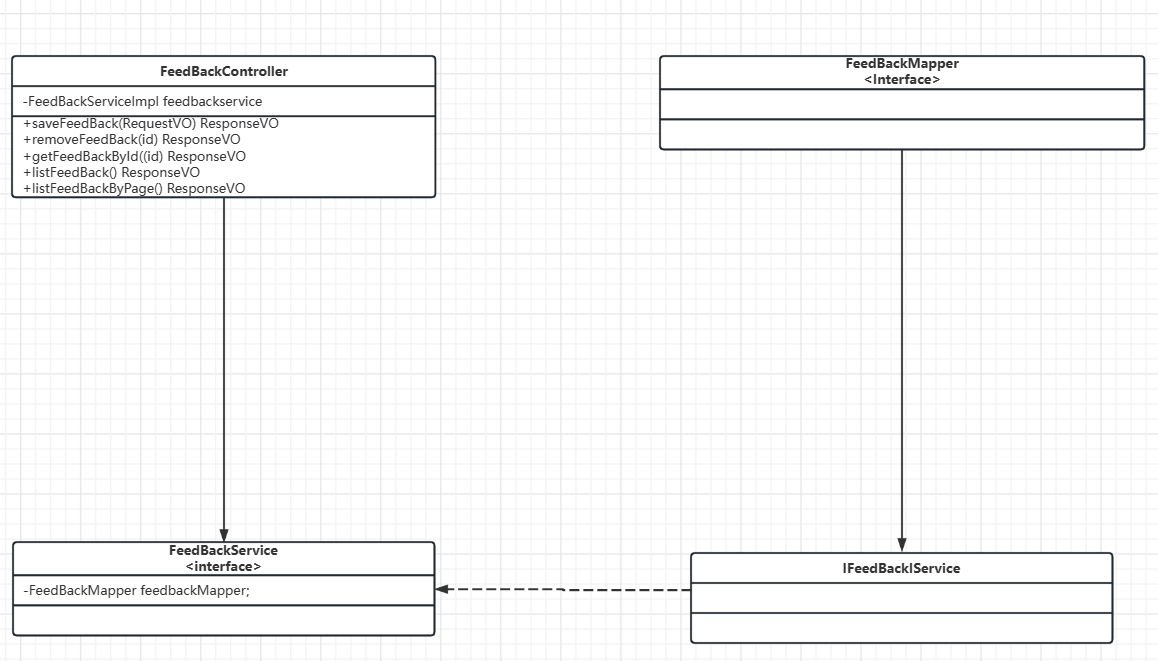 FeedBackController
-FeedBackServiceImpl feedbackservice
+saveFeedBack(RequestVO) ResponseVO
+removeFeedBack(id) ResponseVO
+getFeedBackById((id) ResponseVO
+listFeedBack() ResponseVO
+listFeedBackByPage() ResponseVO
FeedBackMapper
<Interface>
FeedBackService
<interface>
-FeedBackMapper feedbackMapper;
IFeedBackIService